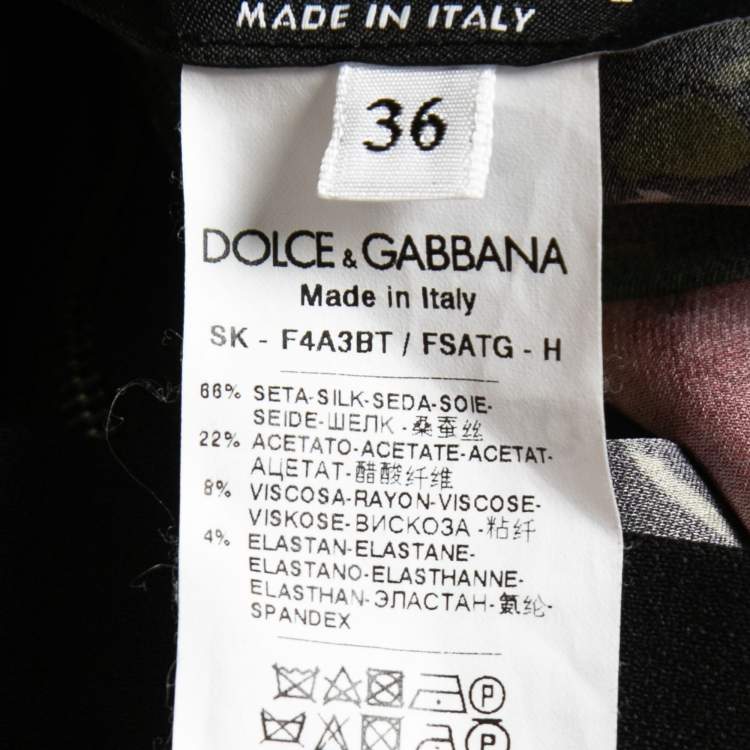 MADE IN ITALY
36
DOLCE & GABBANA
Made in Italy
SK - F4A3BT / FSATG - H
66% SETA-SILK-SEDA-SOIE-
SEIDE-ШЕЛК-桑蚕丝
22% ACETATO-ACETATE-ACETAT-
АЦЕТАТ-醋酸纤维
8% VISCOSA-RAYON-VISCOSE-
VISKOSE-ВИСКОЗА-粘纤
4% ELASTAN-ELASTANE-
ELASTANO-ELASTHANNE-
ELASTHAN-ЭЛАСТАН-氨纶-
SPANDEX
P
P